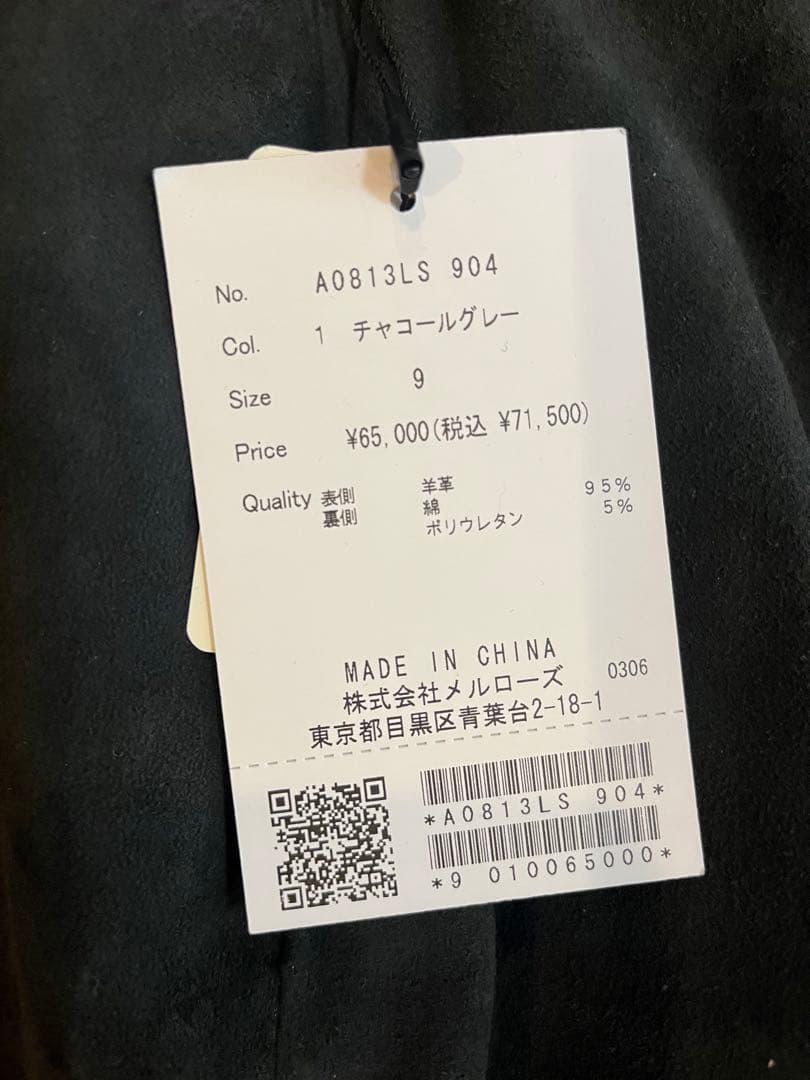 No. A0813LS 904
Col. 1 チャコールグレー
Size 9
Price ¥65,000(税込 ¥71,500)
Quality 表側 羊革
裏側 綿 95%
ポリウレタン 5%
MADE IN CHINA
株式会社メルローズ 0306
東京都目黒区青葉台2-18-1
*A0813LS 904*
*9 010065000*